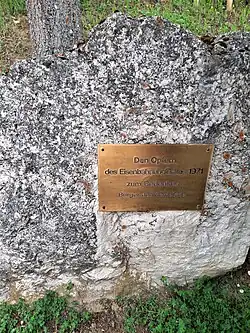 Den Opfern
des Eisenbahnunglücks 1971
zum Gedenken